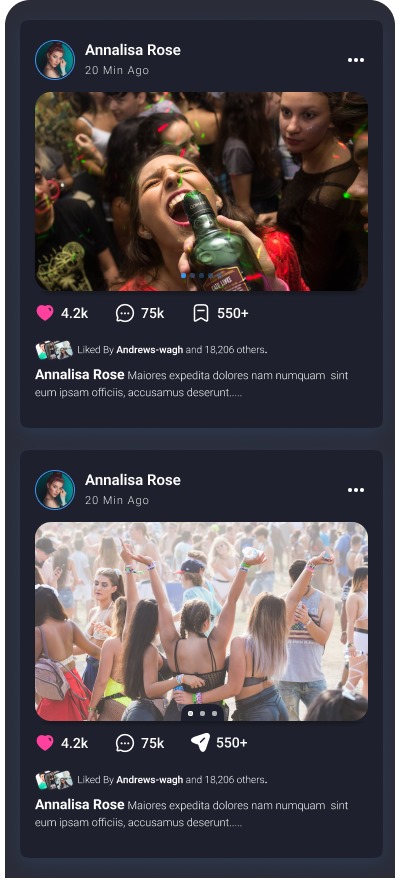 Annalisa Rose
20 Min Ago
4.2k 75k 550+
Liked By Andrews-wagh and 18,206 others.
Annalisa Rose Maiores expedita dolores nam numquam sint
eum ipsam officiis, accusamus deserunt.....
Annalisa Rose
20 Min Ago
4.2k 75k 550+
Liked By Andrews-wagh and 18,206 others.
Annalisa Rose Maiores expedita dolores nam numquam sint
eum ipsam officiis, accusamus deserunt.....